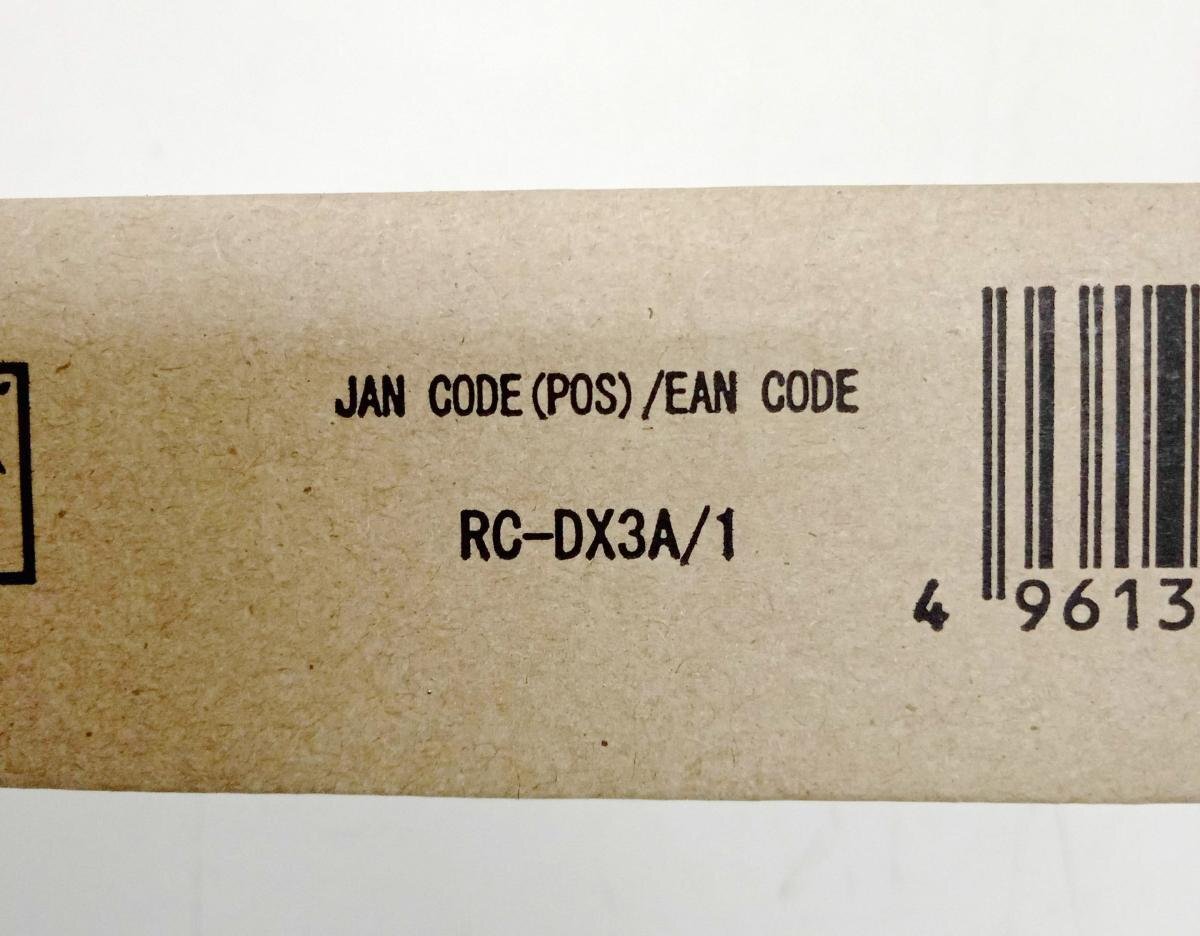 JAN CODE(POS)/EAN CODE
RC-DX3A/1
4 9613